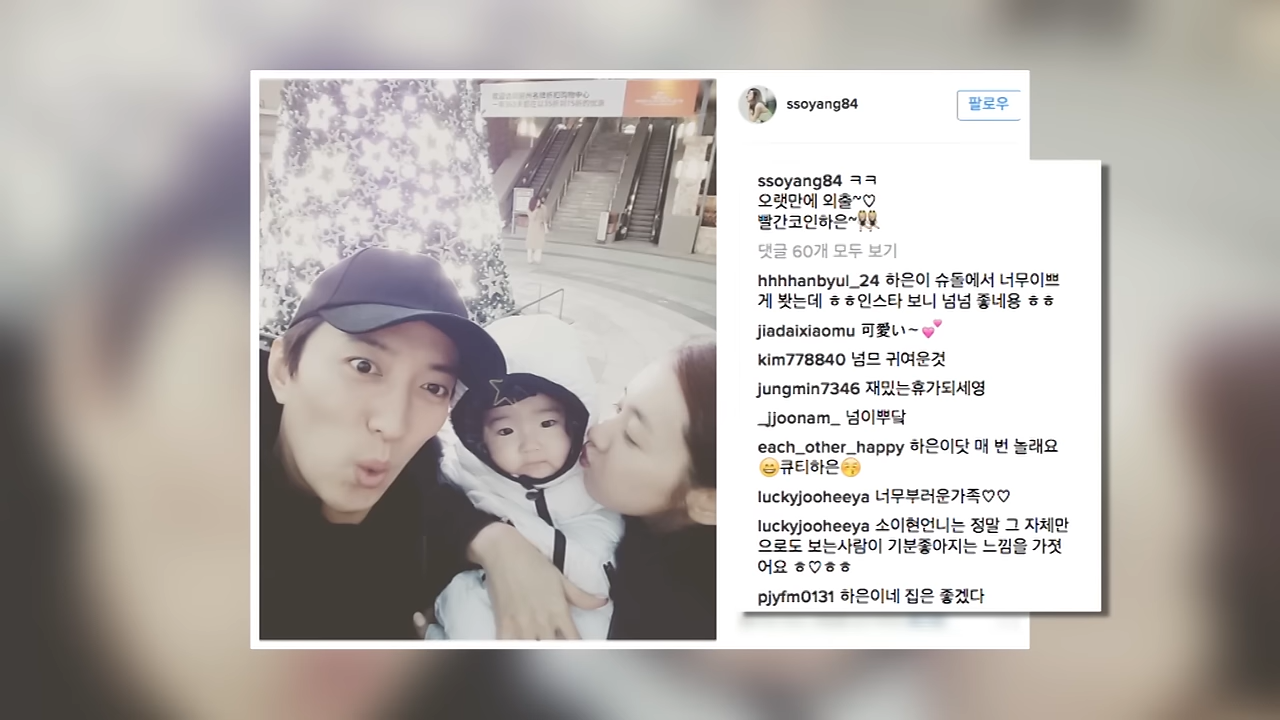 ssoyang84
팔로우
ssoyang84 ㅋㅋ
오랫만에 외출~♡
빨간코인하은~👯
댓글 60개 모두 보기
hhhhanbyul_24 하은이 슈돌에서 너무이쁘
게 봣는데 ㅎㅎ인스타 보니 넘넘 좋네용 ㅎㅎ
jiadaixiaomu 可愛い～💕
kim778840 넘므 귀여운것
jungmin7346 재밌는휴가되세영
_jjoonam_ 넘이뿌닼
each_other_happy 하은이닷 매 번 놀래요
😄큐티하은😚
luckyjooheeya 너무부러운가족♡♡
luckyjooheeya 소이현언니는 정말 그 자체만
으로도 보는사람이 기분좋아지는 느낌을 가졋
어요 ㅎ♡ㅎㅎ
pjyfm0131 하은이네 집은 좋겠다